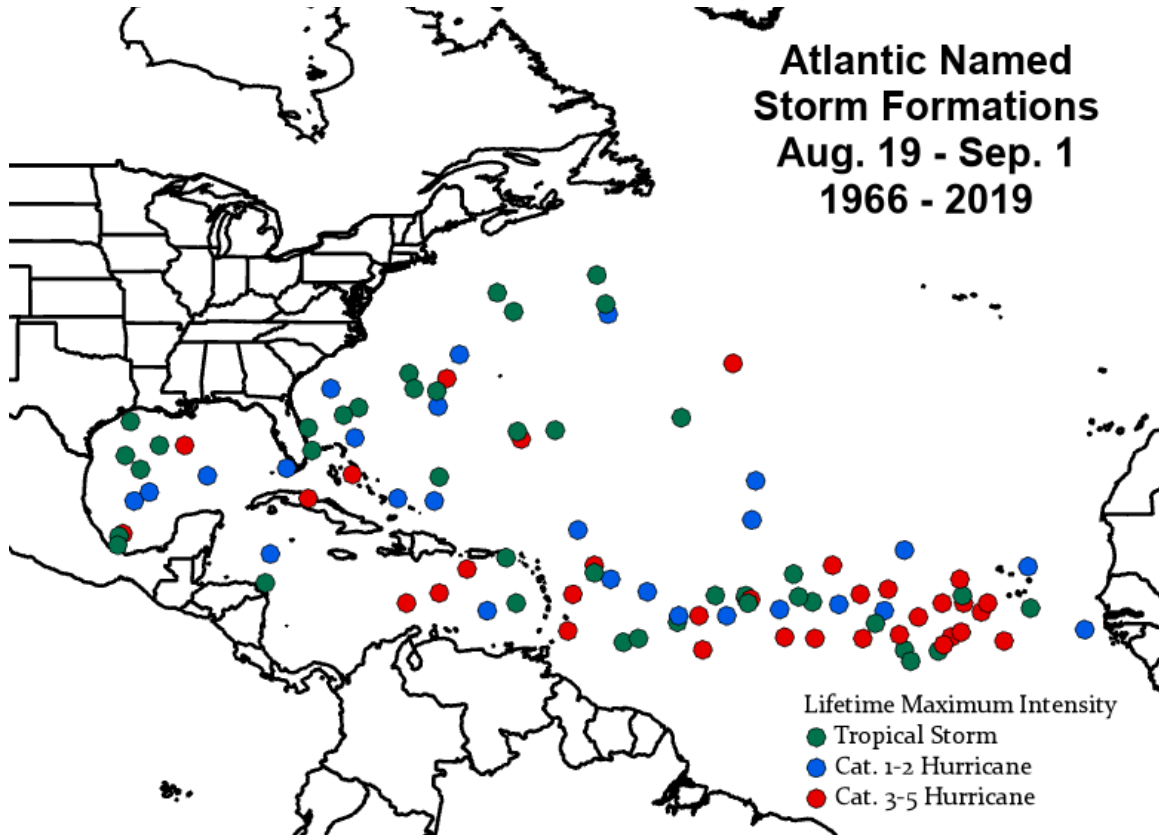 Atlantic Named
Storm Formations
Aug. 19 - Sep. 1
1966 - 2019
Lifetime Maximum Intensity
Tropical Storm
Cat. 1-2 Hurricane
Cat. 3-5 Hurricane